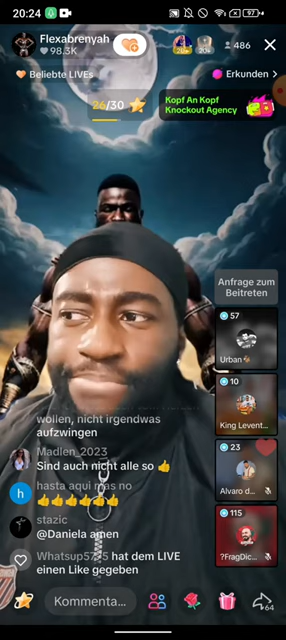 20:24
97
Flexabrenyah
98.3K
20+
486
Beliebte LIVEs
Erkunden >
26/30
Kopf An Kopf
Knockout Agency
Anfrage zum
Beitreten
57
Urban
10
King Levent...
23
Alvaro d...
115
?FragDic...
wollen, nicht irgendwas
aufzwingen
Madlen_2023
Sind auch nicht alle so 👍
h
hasta aqui mas no
👍👍👍👍👍👍
stazic
@Daniela amen
hat dem LIVE
einen Like gegeben
Kommenta...
64